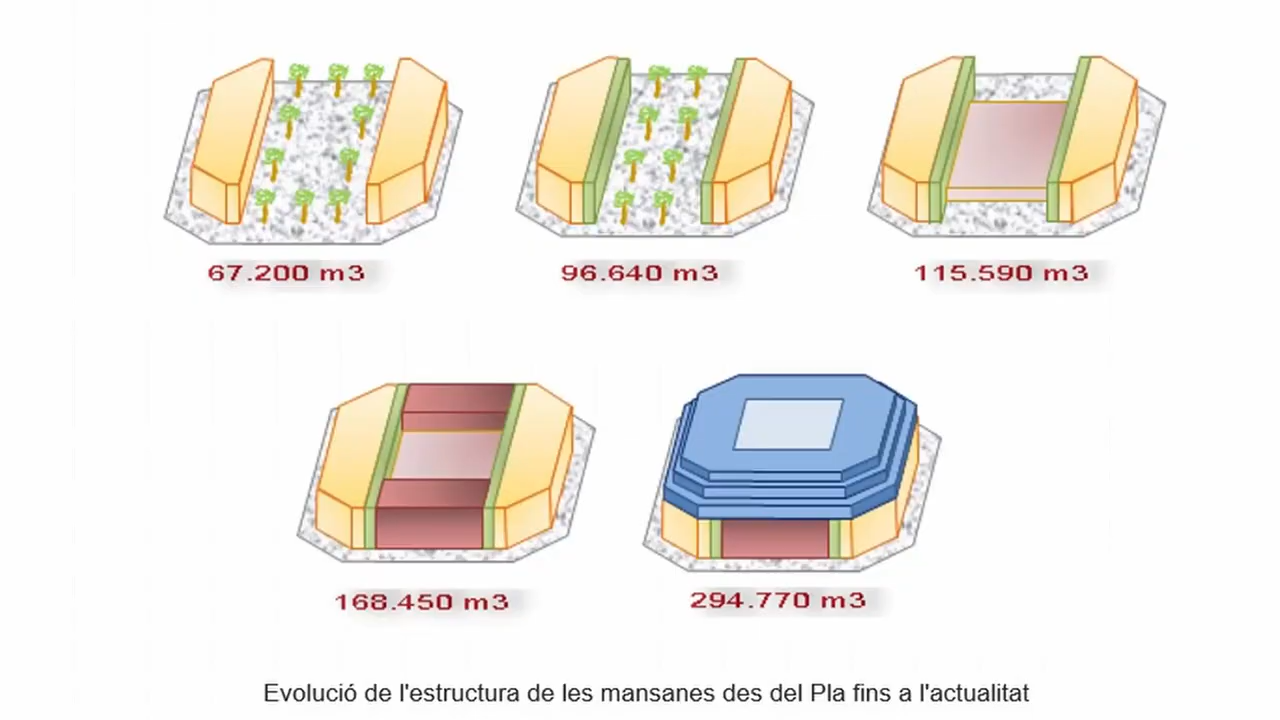 67.200 m3
96.640 m3
115.590 m3
168.450 m3
294.770 m3
Evolució de l'estructura de les mansanes des del Pla fins a l'actualitat